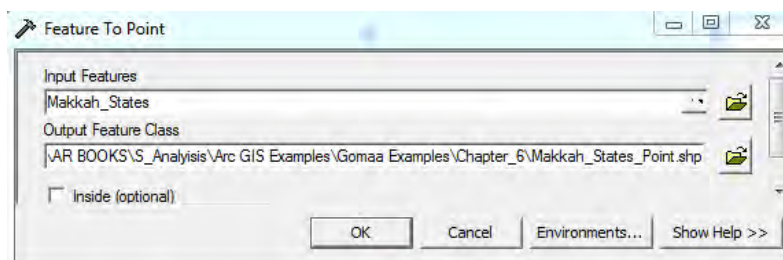 Feature To Point
Input Features
Makkah_States
Output Feature Class
\AR BOOKS\S_Analyisis\Arc GIS Examples\Gomaa Examples\Chapter_6\Makkah_States_Point.shp
Inside (optional)
OK Cancel Environments... Show Help >>